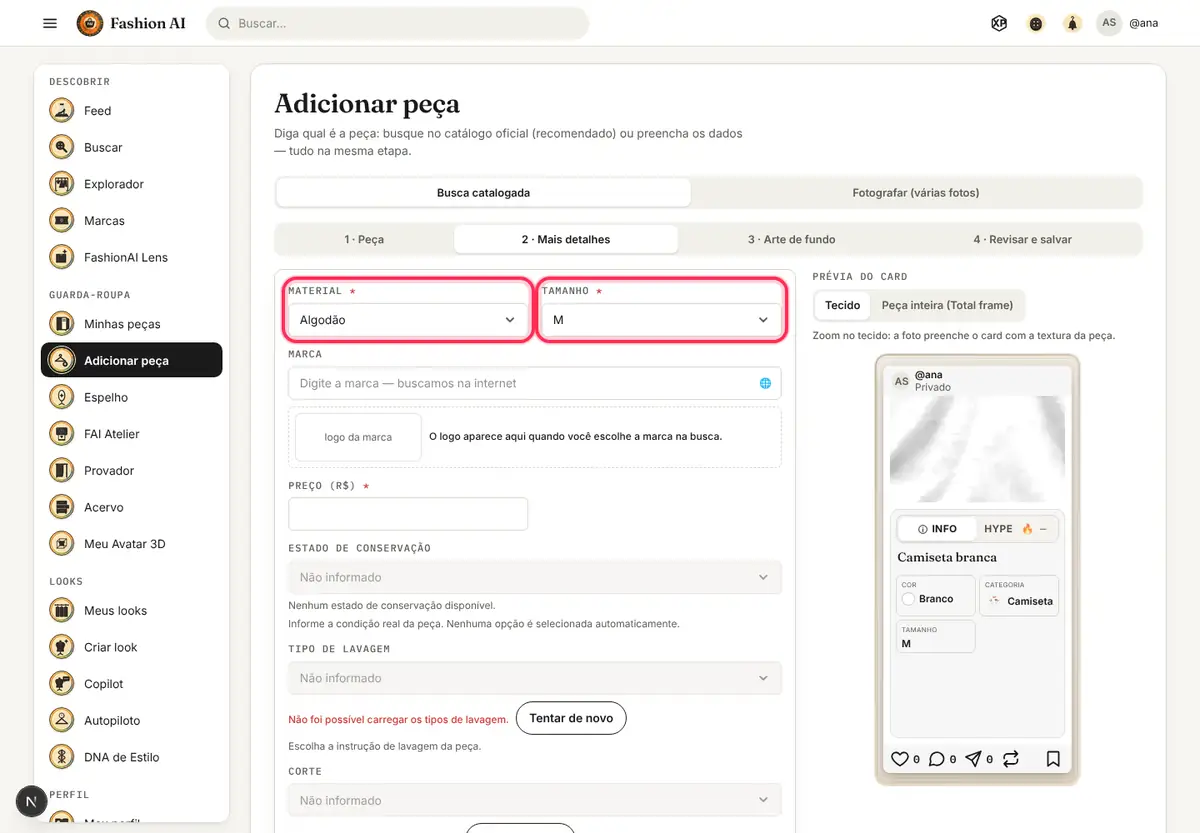 Fashion AI
Buscar...
XP
AS
@ana
DESCOBRIR
Feed
Buscar
Explorador
Marcas
FashionAI Lens
GUARDA-ROUPA
Minhas peças
Adicionar peça
Espelho
FAI Atelier
Provador
Acervo
Meu Avatar 3D
LOOKS
Meus looks
Criar look
Copilot
Autopiloto
DNA de Estilo
PERFIL
N
Adicionar peça
Diga qual é a peça: busque no catálogo oficial (recomendado) ou preencha os dados
— tudo na mesma etapa.
Busca catalogada
Fotografar (várias fotos)
1 · Peça
2 · Mais detalhes
3 · Arte de fundo
4 · Revisar e salvar
MATERIAL *
TAMANHO *
Algodão
M
MARCA
Digite a marca — buscamos na internet
logo da marca
O logo aparece aqui quando você escolhe a marca na busca.
PREÇO (R$) *
ESTADO DE CONSERVAÇÃO
Não informado
Nenhum estado de conservação disponível.
Informe a condição real da peça. Nenhuma opção é selecionada automaticamente.
TIPO DE LAVAGEM
Não informado
Não foi possível carregar os tipos de lavagem.
Tentar de novo
Escolha a instrução de lavagem da peça.
CORTE
Não informado
PRÉVIA DO CARD
Tecido
Peça inteira (Total frame)
Zoom no tecido: a foto preenche o card com a textura da peça.
AS
@ana
Privado
INFO
HYPE 🔥 –
Camiseta branca
COR
Branco
CATEGORIA
Camiseta
TAMANHO
M
0
0
0